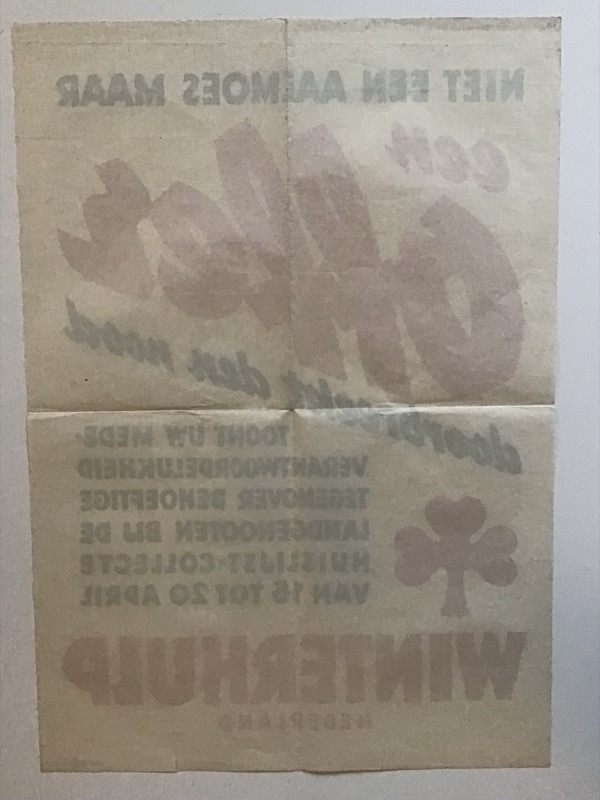 NIET EEN AALMOES MAAR
een
Offer
doorbreekt den nood
TOONT UW MEDE-
VERANTWOORDELIJKHEID
TEGENOVER BEHOEFTIGE
LANDGENOOTEN BIJ DE
HUISLIJST-COLLECTE
VAN 15 TOT 20 APRIL
WINTERHULP
NEDERLAND